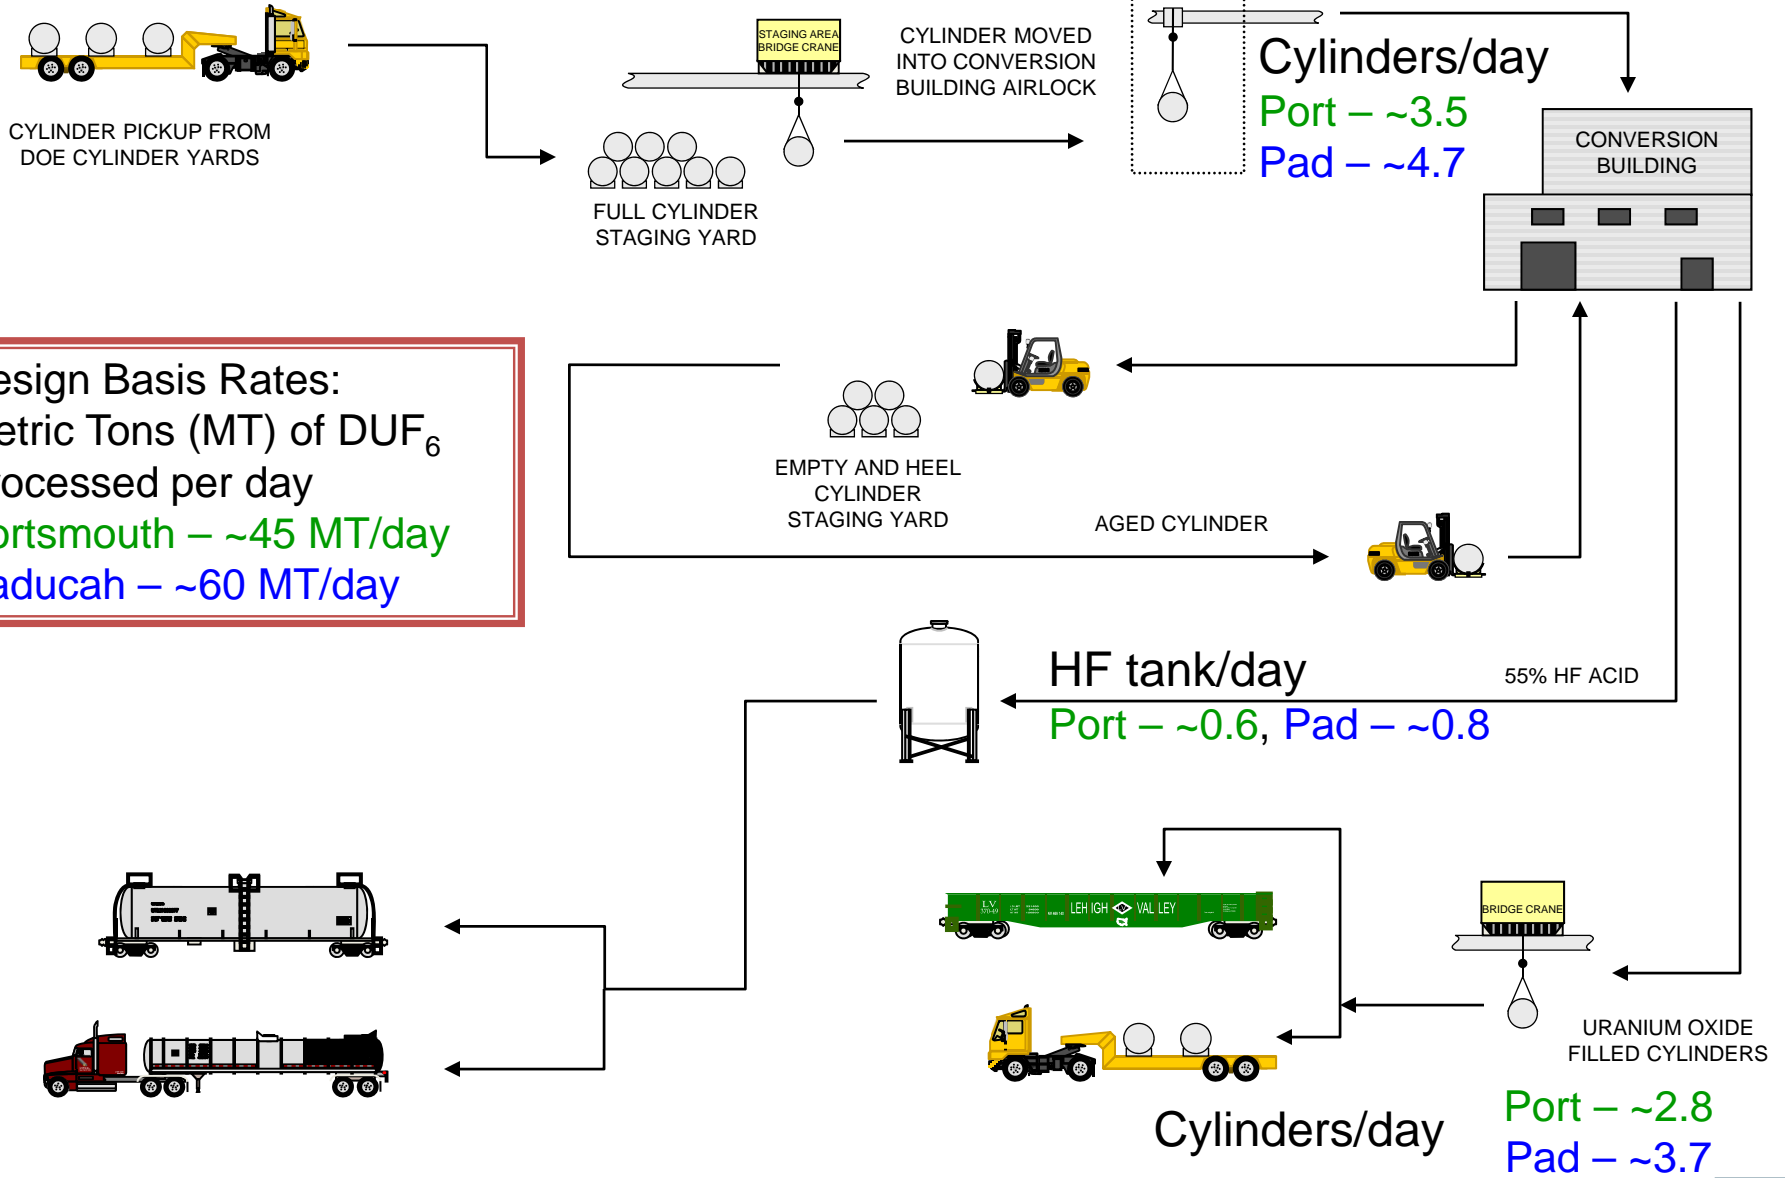 STAGING AREA
BRIDGE CRANE
CYLINDER MOVED
INTO CONVERSION
BUILDING AIRLOCK
Cylinders/day
Port – ~3.5
Pad – ~4.7
CYLINDER PICKUP FROM
DOE CYLINDER YARDS
FULL CYLINDER
STAGING YARD
CONVERSION
BUILDING
esign Basis Rates:
etric Tons (MT) of DUF6
ocessed per day
ortsmouth – ~45 MT/day
aducah – ~60 MT/day
EMPTY AND HEEL
CYLINDER
STAGING YARD
AGED CYLINDER
HF tank/day
Port – ~0.6, Pad – ~0.8
55% HF ACID
LV
370-49
LEHIGH VALLEY
BRIDGE CRANE
URANIUM OXIDE
FILLED CYLINDERS
Cylinders/day
Port – ~2.8
Pad – ~3.7